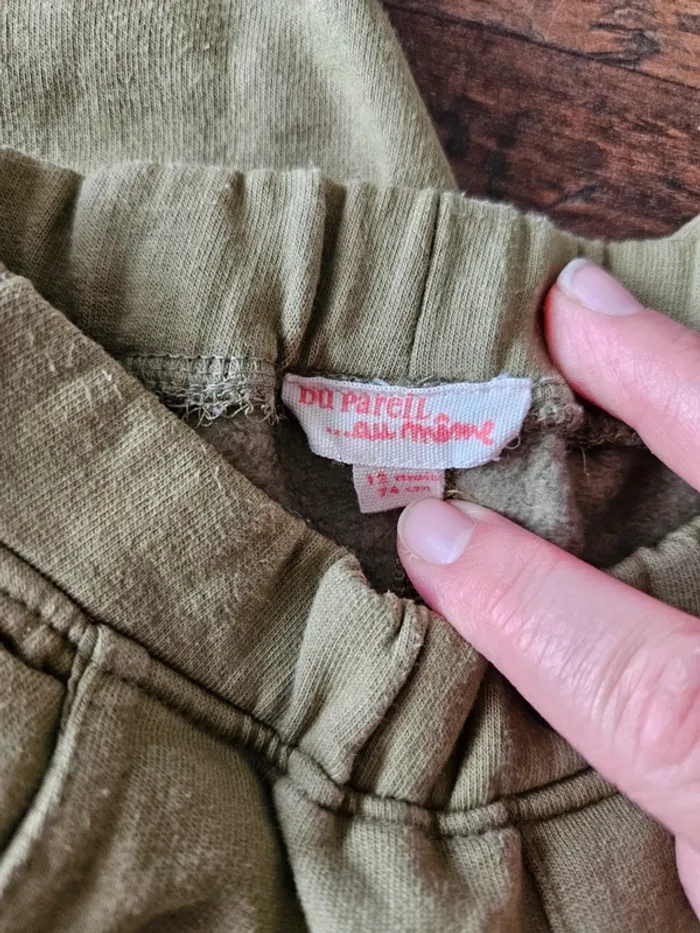 DU PAREIL
...au même
12 mois
74 cm